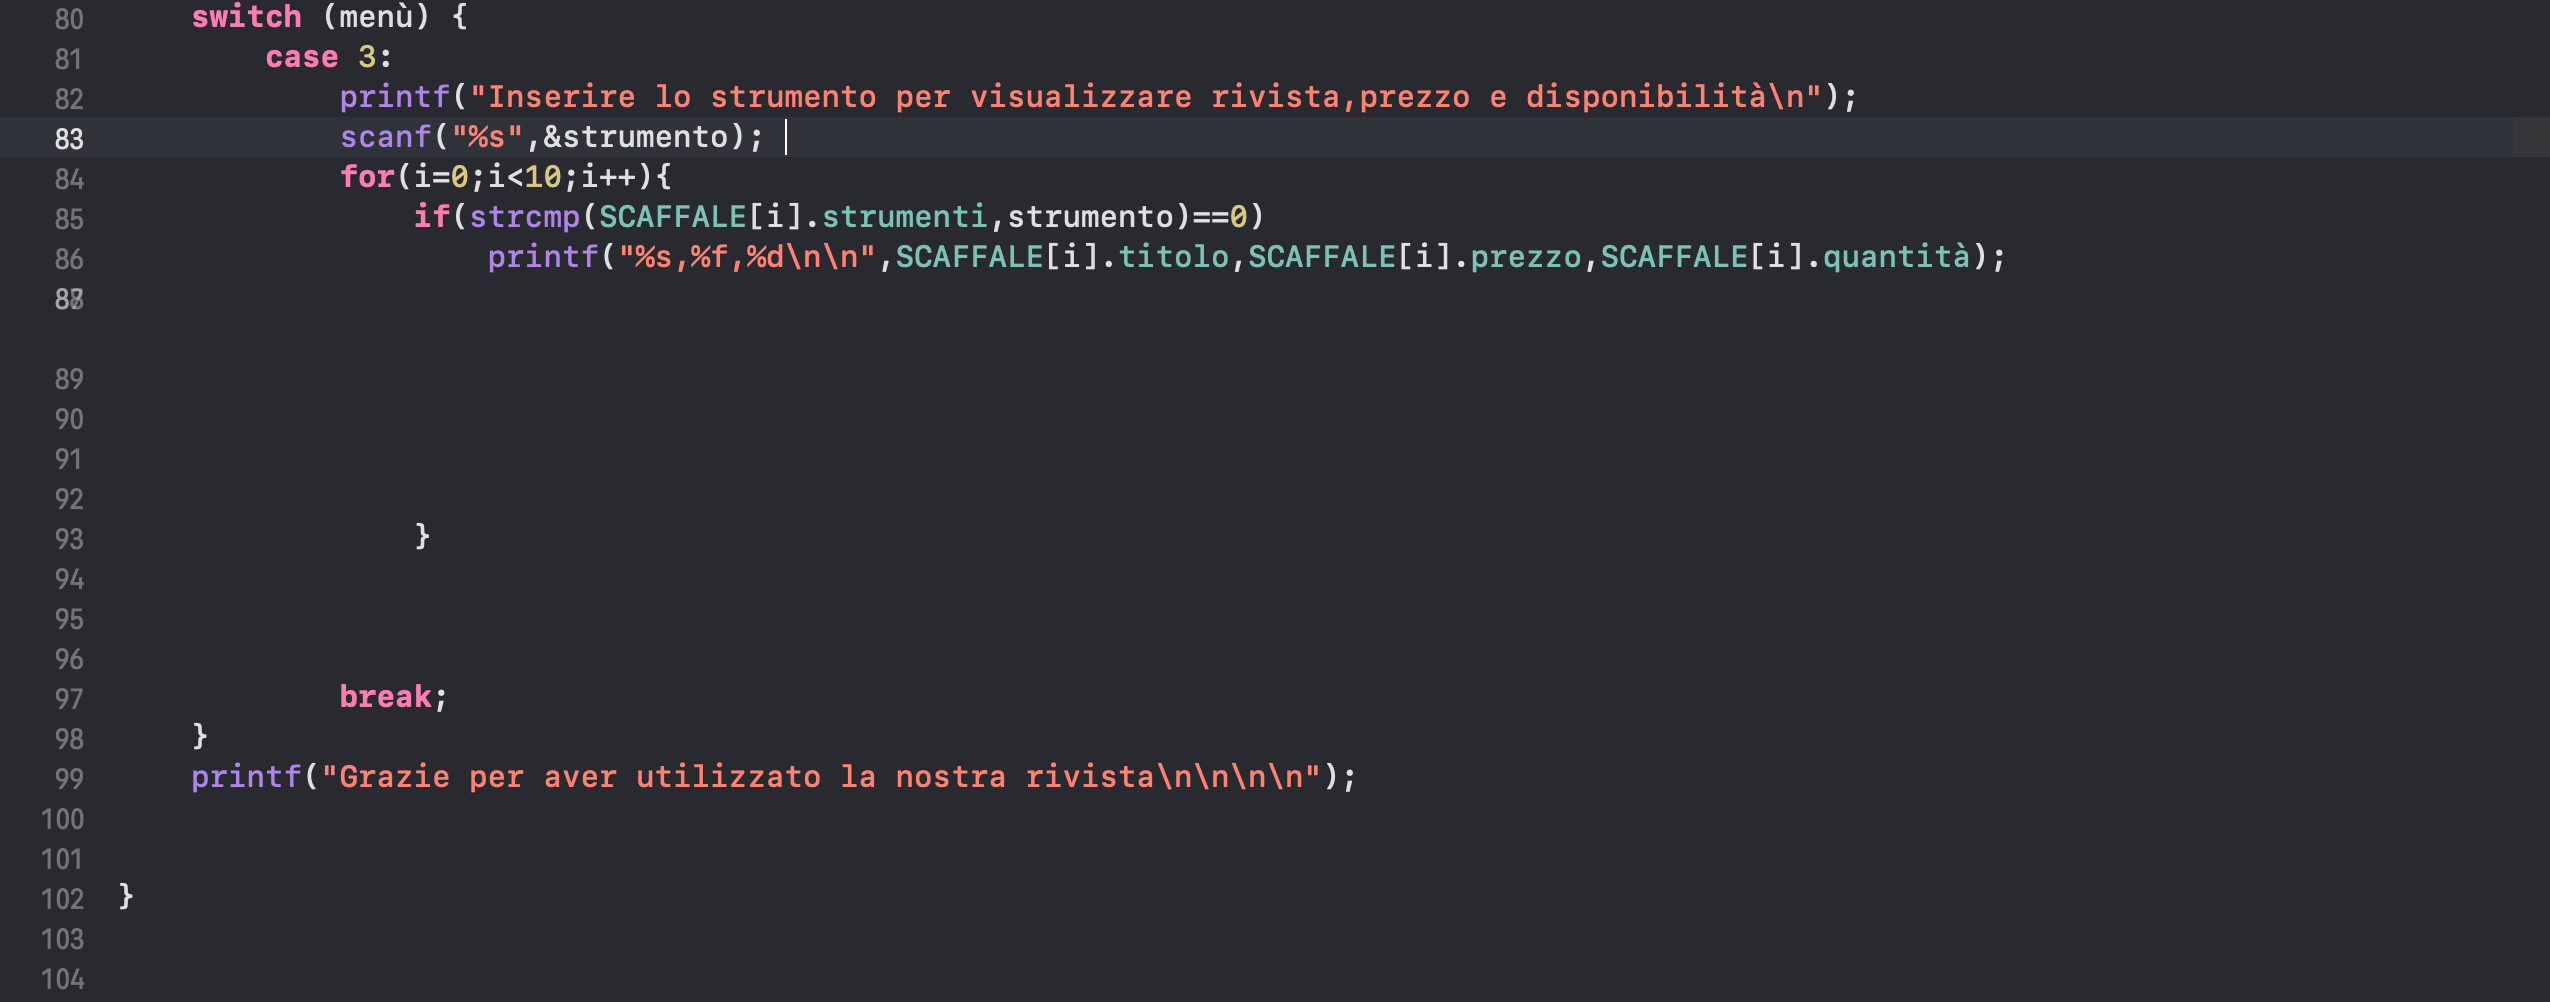 80 switch (menù) {
81 case 3:
82 printf("Inserire lo strumento per visualizzare rivista,prezzo e disponibilità\n");
83 scanf("%s",&strumento);
84 for(i=0;i<10;i++){
85 if(strcmp(SCAFFALE[i].strumenti,strumento)==0)
86 printf("%s,%f,%d\n\n",SCAFFALE[i].titolo,SCAFFALE[i].prezzo,SCAFFALE[i].quantità);
89
90
91
92
93 }
94
95
96
97 break;
98 }
99 printf("Grazie per aver utilizzato la nostra rivista\n\n\n\n");
100
101
102 }
103
104